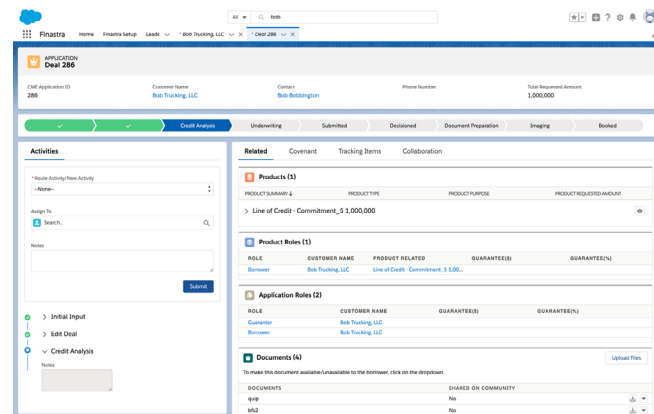 All
bob
Finastra
Home
Finastra Setup
Leads
* Bob Trucking, LLC
* Deal 286
APPLICATION
Deal 286
CME Application ID
286
Customer Name
Bob Trucking, LLC
Contact
Bob Bobbington
Phone Number
Total Requested Amount
1,000,000
Credit Analysis
Underwriting
Submitted
Decisioned
Document Preparation
Imaging
Booked
Activities
*Route Activity/New Activity
--None--
Assign To
Search..
Notes
Submit
Initial Input
Edit Deal
Credit Analysis
Notes
Related
Covenant
Tracking Items
Collaboration
Products (1)
PRODUCT SUMMARY PRODUCT TYPE PRODUCT PURPOSE PRODUCT REQUESTED AMOUNT
Line of Credit - Commitment_$ 1,000,000
Product Roles (1)
ROLE CUSTOMER NAME PRODUCT RELATED GUARANTEE($) GUARANTEE(%)
Borrower Bob Trucking, LLC Line of Credit - Commitment_$ 1,00...
Application Roles (2)
ROLE CUSTOMER NAME GUARANTEE($) GUARANTEE(%)
Guarantor Bob Trucking, LLC
Borrower Bob Trucking, LLC
Documents (4)
Upload Files
To make this document available/unavailable to the borrower, click on the dropdown.
DOCUMENTS SHARED ON COMMUNITY
quip No
bfs2 No